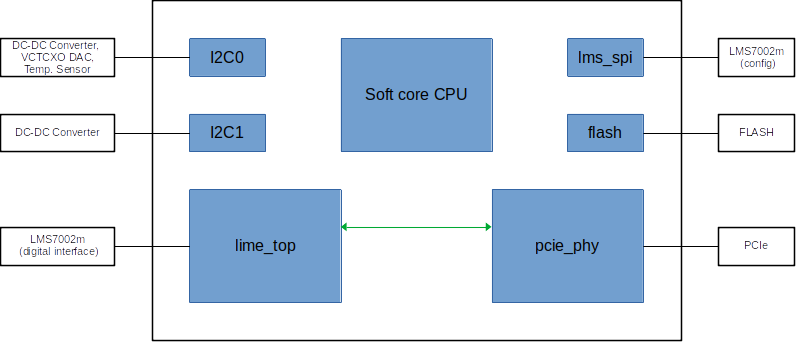 DC-DC Converter,
VCTCXO DAC,
Temp. Sensor
I2C0
Soft core CPU
lms_spi
LMS7002m
(config)
DC-DC Converter
I2C1
flash
FLASH
LMS7002m
(digital interface)
lime_top
pcie_phy
PCIe